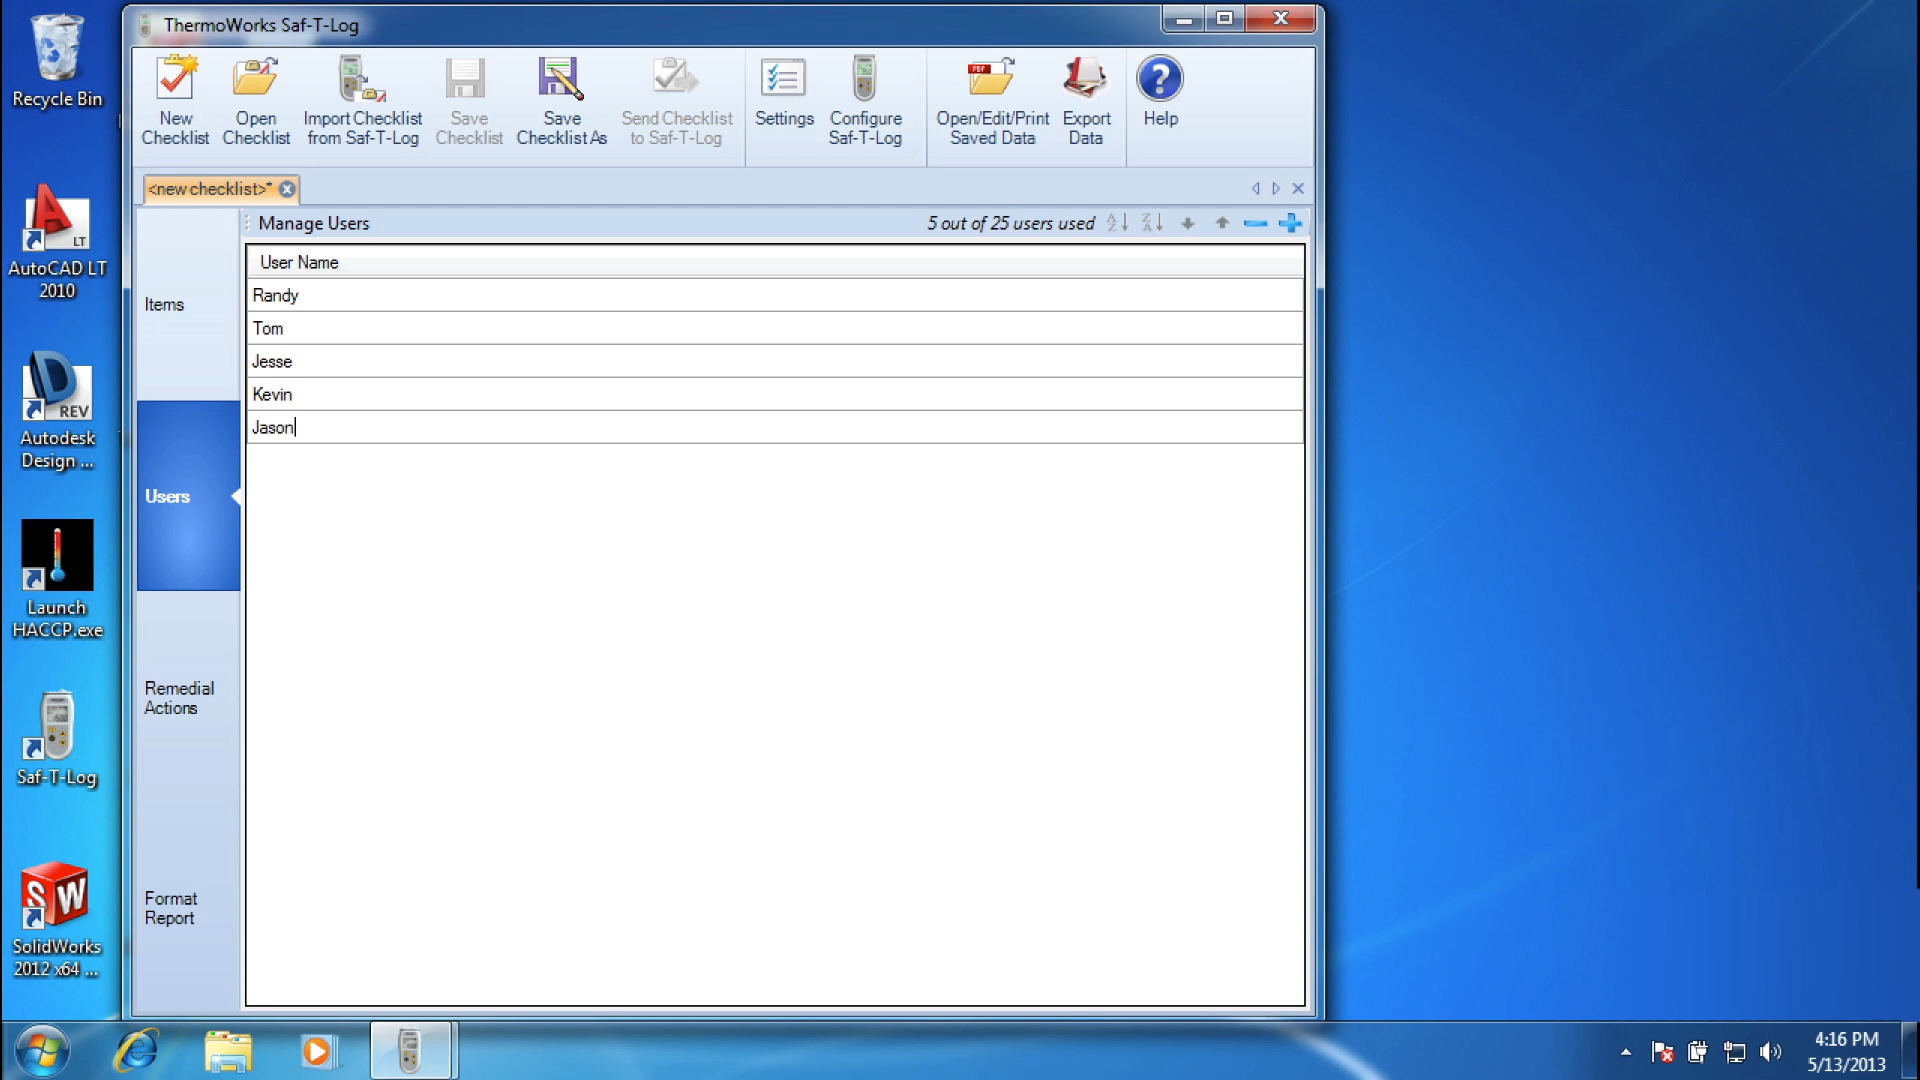 Recycle Bin
AutoCAD LT
2010
Autodesk
Design ...
Launch
HACCP.exe
Saf-T-Log
SolidWorks
2012 x64 ...
LT
REV
SW
ThermoWorks Saf-T-Log
New
Checklist
Open
Checklist
Import Checklist
from Saf-T-Log
Save
Checklist
Save
Checklist As
Send Checklist
to Saf-T-Log
Settings
Configure
Saf-T-Log
PDF
Open/Edit/Print
Saved Data
Export
Data
?
Help
<new checklist>*
Manage Users
5 out of 25 users used
Items
Users
Remedial
Actions
Format
Report
User Name
Randy
Tom
Jesse
Kevin
Jason
4:16 PM
5/13/2013